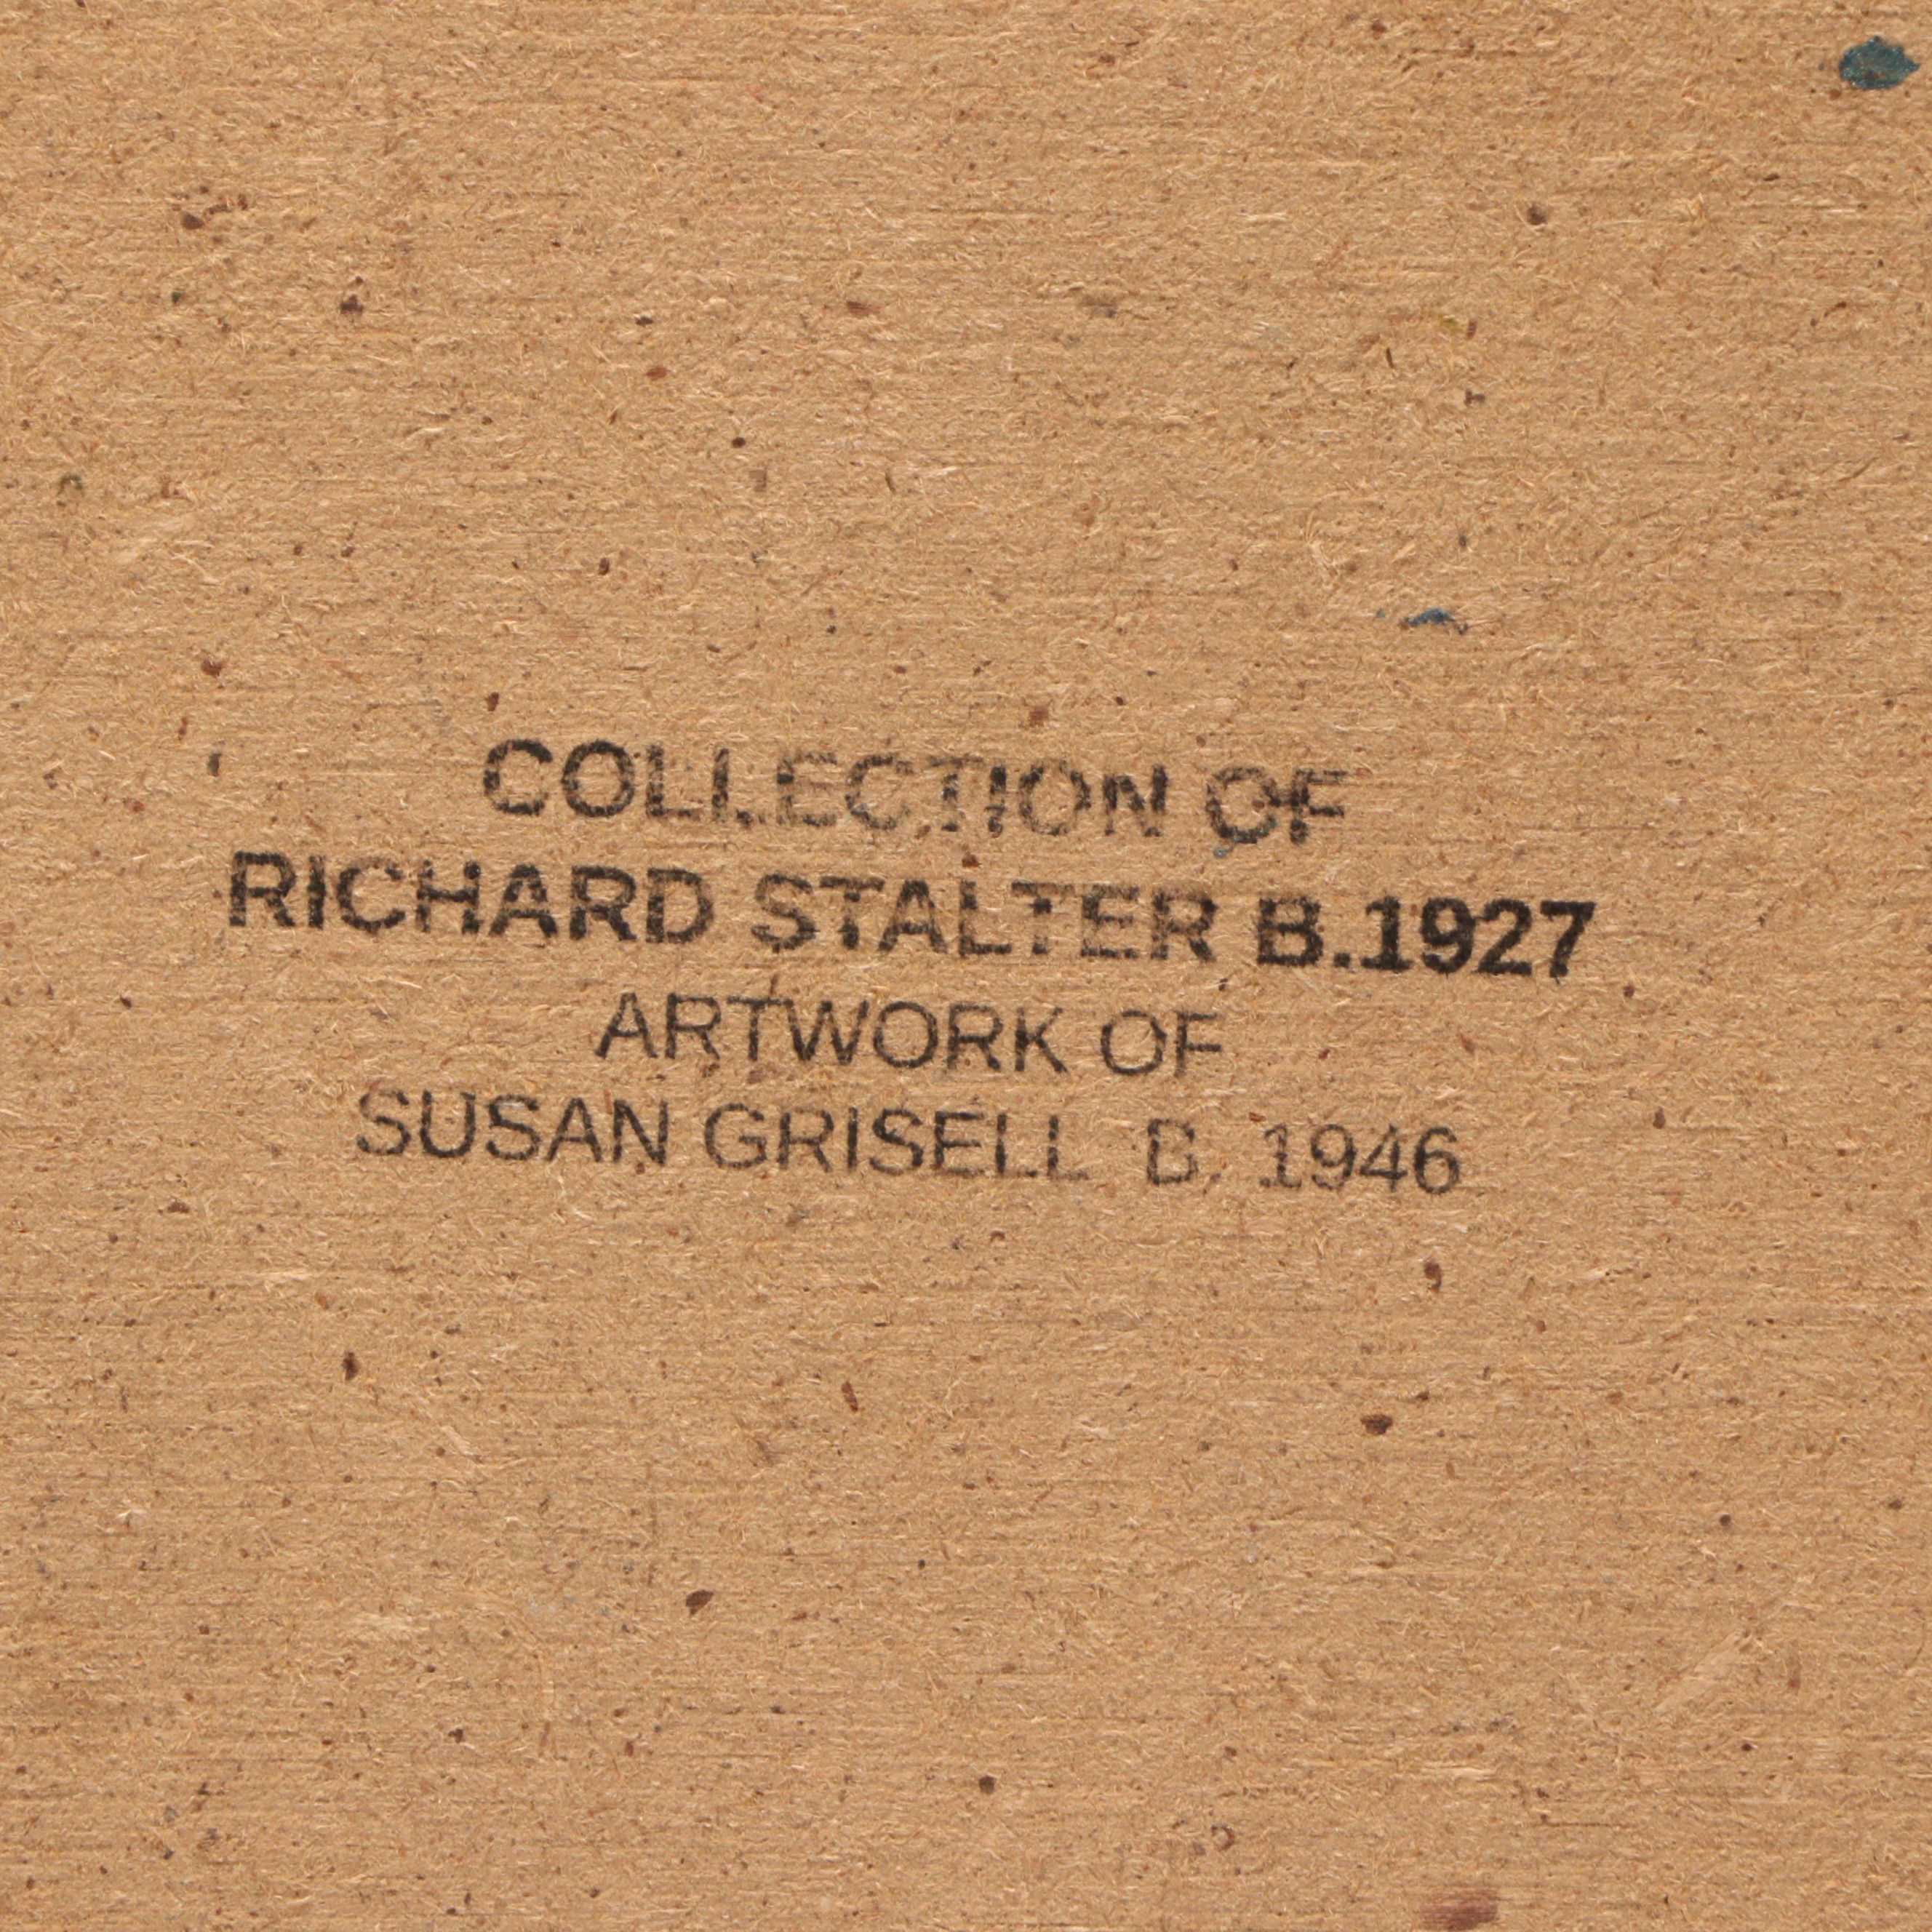 COLLECTION OF
RICHARD STALTER B.1927
ARTWORK OF
SUSAN GRISELL B. 1946